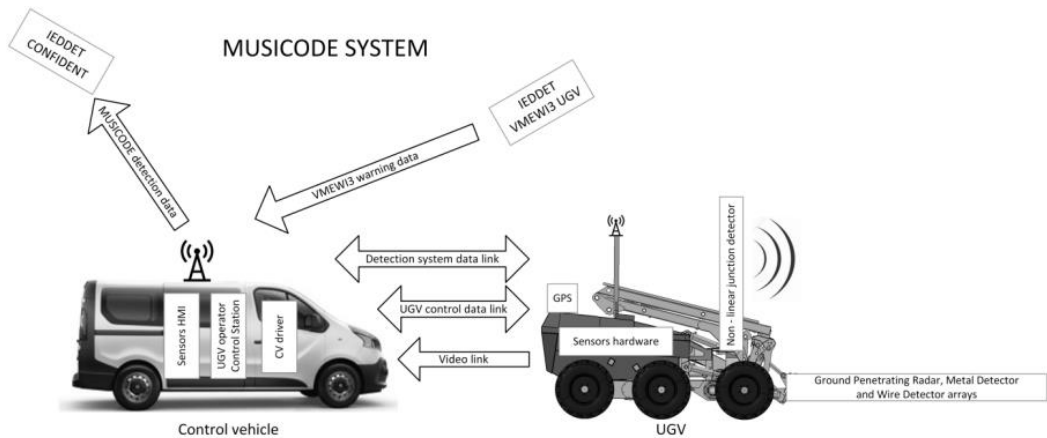 MUSICODE SYSTEM
IEDDET
CONFIDENT
IEDDET
VMEWI3 UGV
MUSICODE detection data
VMEWI3 warning data
Detection system data link
UGV control data link
Video link
Sensors HMI
UGV operator
Control Station
CV driver
GPS
Sensors hardware
Non - linear junction detector
Ground Penetrating Radar, Metal Detector
and Wire Detector arrays
Control vehicle
UGV